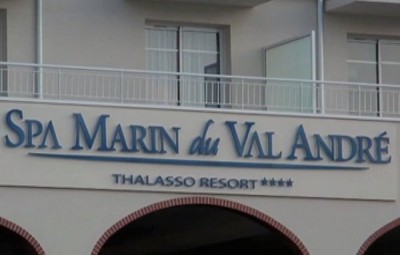 SPA MARIN du VAL ANDRÉ
THALASSO RESORT ****